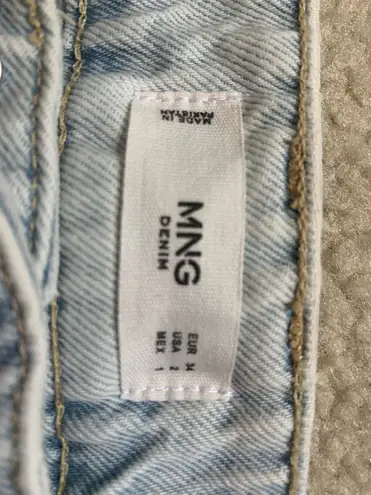 MADE IN
PAKISTAN
MNG
DENIM
EUR 34
USA 2
MEX 1